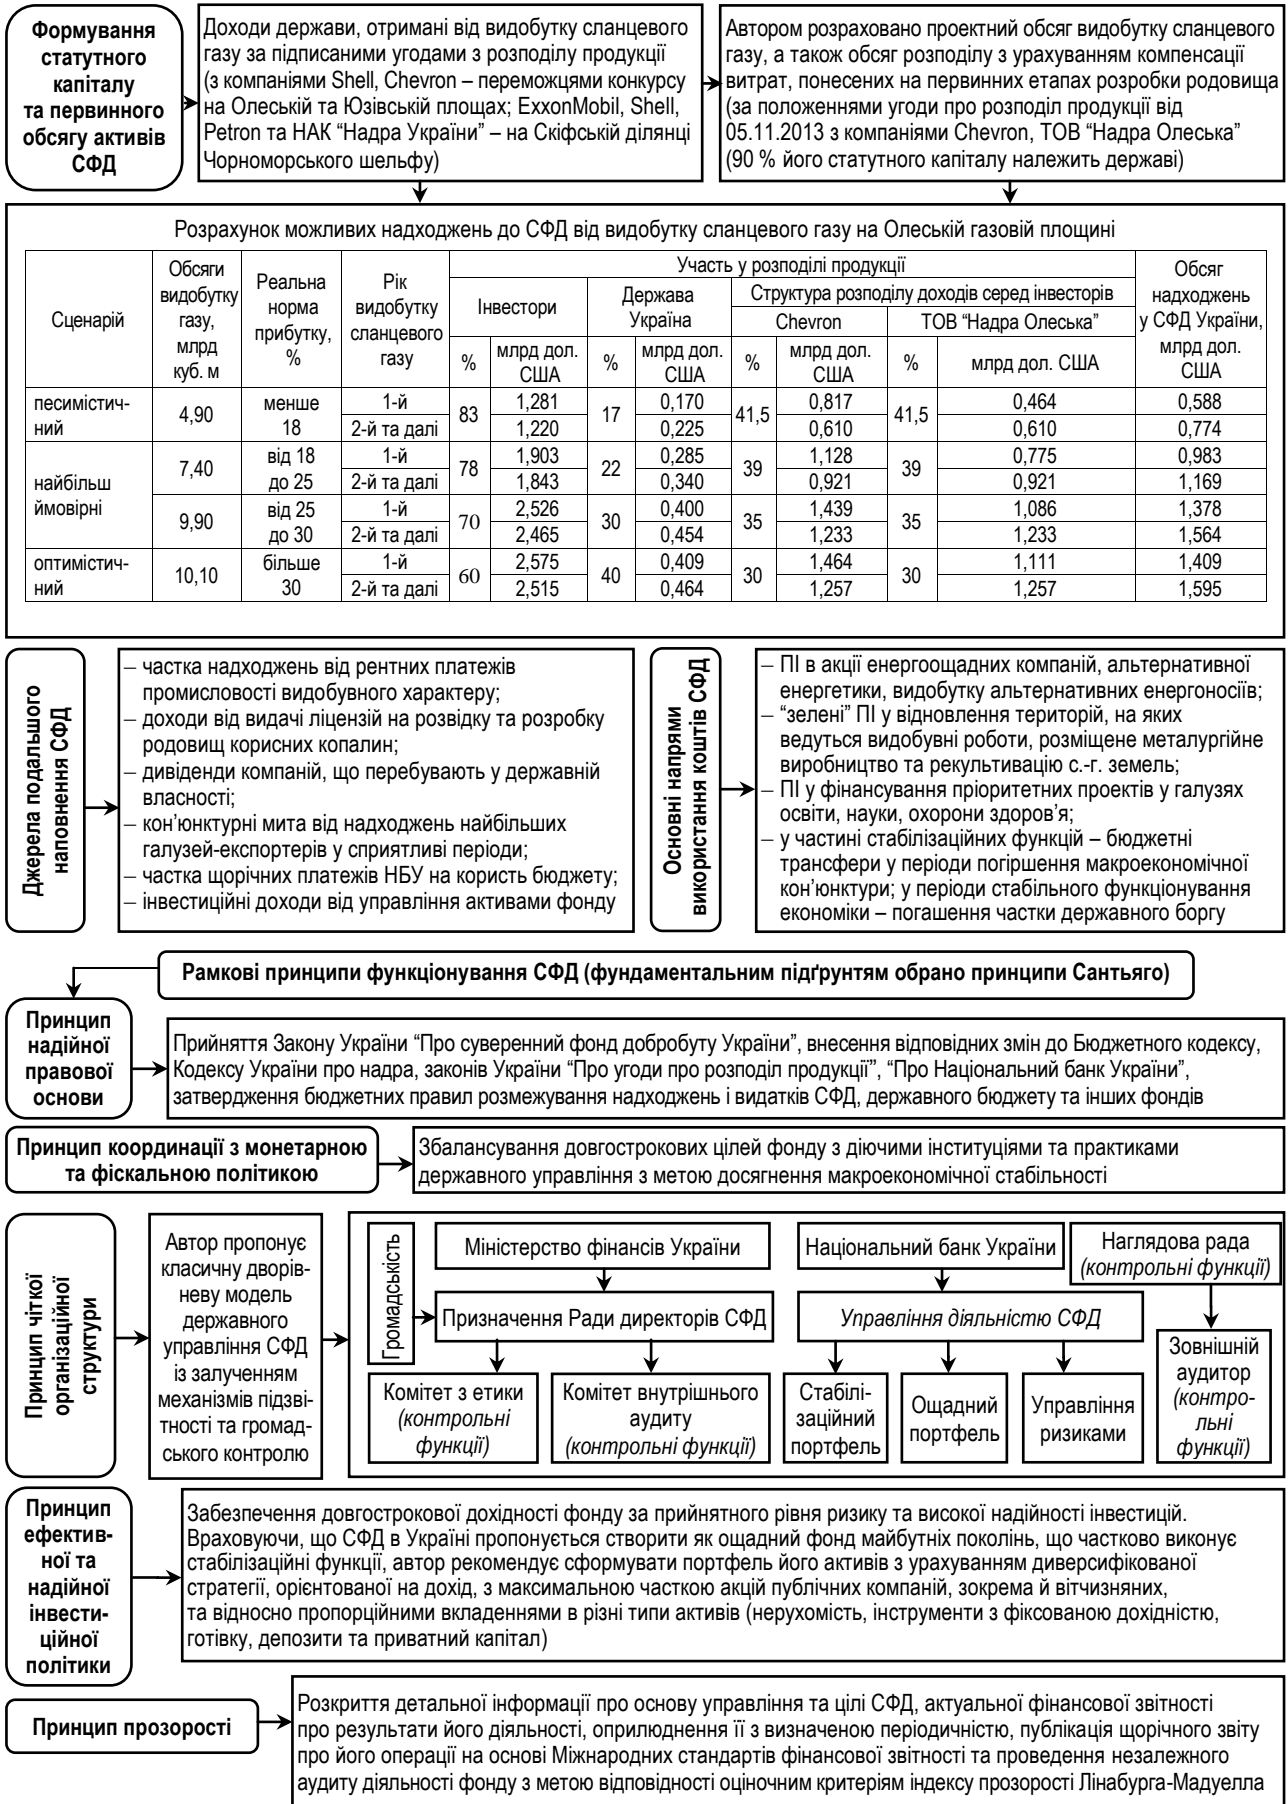 Формування
статутного
капіталу
та первинного
обсягу активів
СФД
Доходи держави, отримані від видобутку сланцевого
газу за підписаними угодами з розподілу продукції
(з компаніями Shell, Chevron – переможцями конкурсу
на Олеській та Юзівській площах; ExxonMobil, Shell,
Petron та НАК “Надра України” – на Скіфській ділянці
Чорноморського шельфу)
Автором розраховано проектний обсяг видобутку сланцевого
газу, а також обсяг розподілу з урахуванням компенсації
витрат, понесених на первинних етапах розробки родовища
(за положеннями угоди про розподіл продукції від
05.11.2013 з компаніями Chevron, ТОВ “Надра Олеська”
(90 % його статутного капіталу належить державі)
Розрахунок можливих надходжень до СФД від видобутку сланцевого газу на Олеській газовій площині
Сценарій
Обсяги
видобутку
газу,
млрд
куб. м
Реальна
норма
прибутку,
%
Рік
видобутку
сланцевого
газу
Участь у розподілі продукції
Обсяг
надходжень
у СФД України,
млрд дол.
США
Інвестори
Держава
Україна
Структура розподілу доходів серед інвесторів
Chevron
ТОВ “Надра Олеська”
%
млрд дол.
США
%
млрд дол.
США
%
млрд дол.
США
%
млрд дол. США
песимістич-
ний
4,90
менше
18
1-й
83
1,281
17
0,170
41,5
0,817
41,5
0,464
0,588
2-й та далі
1,220
0,225
0,610
0,610
0,774
найбільш
ймовірні
7,40
від 18
до 25
1-й
78
1,903
22
0,285
39
1,128
39
0,775
0,983
2-й та далі
1,843
0,340
0,921
0,921
1,169
9,90
від 25
до 30
1-й
70
2,526
30
0,400
35
1,439
35
1,086
1,378
2-й та далі
2,465
0,454
1,233
1,233
1,564
оптимістич-
ний
10,10
більше
30
1-й
60
2,575
40
0,409
30
1,464
30
1,111
1,409
2-й та далі
2,515
0,464
1,257
1,257
1,595
Джерела подальшого
наповнення СФД
– частка надходжень від рентних платежів
промисловості видобувного характеру;
– доходи від видачі ліцензій на розвідку та розробку
родовищ корисних копалин;
– дивіденди компаній, що перебувають у державній
власності;
– кон’юнктурні мита від надходжень найбільших
галузей-експортерів у сприятливі періоди;
– частка щорічних платежів НБУ на користь бюджету;
– інвестиційні доходи від управління активами фонду
Основні напрями
використання коштів СФД
– ПІ в акції енергоощадних компаній, альтернативної
енергетики, видобутку альтернативних енергоносіїв;
– “зелені” ПІ у відновлення територій, на яких
ведуться видобувні роботи, розміщене металургійне
виробництво та рекультивацію с.-г. земель;
– ПІ у фінансування пріоритетних проектів у галузях
освіти, науки, охорони здоров’я;
– у частині стабілізаційних функцій – бюджетні
трансфери у періоди погіршення макроекономічної
кон’юнктури; у періоди стабільного функціонування
економіки – погашення частки державного боргу
Рамкові принципи функціонування СФД (фундаментальним підґрунтям обрано принципи Сантьяго)
Принцип
надійної
правової
основи
Прийняття Закону України “Про суверенний фонд добробуту України”, внесення відповідних змін до Бюджетного кодексу,
Кодексу України про надра, законів України “Про угоди про розподіл продукції”, “Про Національний банк України”,
затвердження бюджетних правил розмежування надходжень і видатків СФД, державного бюджету та інших фондів
Принцип координації з монетарною
та фіскальною політикою
Збалансування довгострокових цілей фонду з діючими інституціями та практиками
державного управління з метою досягнення макроекономічної стабільності
Принцип чіткої
організаційної
структури
Автор пропонує
класичну дворів-
неву модель
державного
управління СФД
із залученням
механізмів підзві-
тності та громад-
ського контролю
Громадськість
Міністерство фінансів України
Національний банк України
Наглядова рада
(контрольні функції)
Призначення Ради директорів СФД
Управління діяльністю СФД
Комітет з етики
(контрольні
функції)
Комітет внутрішнього
аудиту
(контрольні функції)
Стабілі-
заційний
портфель
Ощадний
портфель
Управління
ризиками
Зовнішній
аудитор
(контро-
льні
функції)
Принцип
ефектив-
ної та
надійної
інвести-
ційної
політики
Забезпечення довгострокової дохідності фонду за прийнятного рівня ризику та високої надійності інвестицій.
Враховуючи, що СФД в Україні пропонується створити як ощадний фонд майбутніх поколінь, що частково виконує
стабілізаційні функції, автор рекомендує сформувати портфель його активів з урахуванням диверсифікованої
стратегії, орієнтованої на дохід, з максимальною часткою акцій публічних компаній, зокрема й вітчизняних,
та відносно пропорційними вкладеннями в різні типи активів (нерухомість, інструменти з фіксованою дохідністю,
готівку, депозити та приватний капітал)
Принцип прозорості
Розкриття детальної інформації про основу управління та цілі СФД, актуальної фінансової звітності
про результати його діяльності, оприлюднення її з визначеною періодичністю, публікація щорічного звіту
про його операції на основі Міжнародних стандартів фінансової звітності та проведення незалежного
аудиту діяльності фонду з метою відповідності оціночним критеріям індексу прозорості Лінабурга-Мадуелла